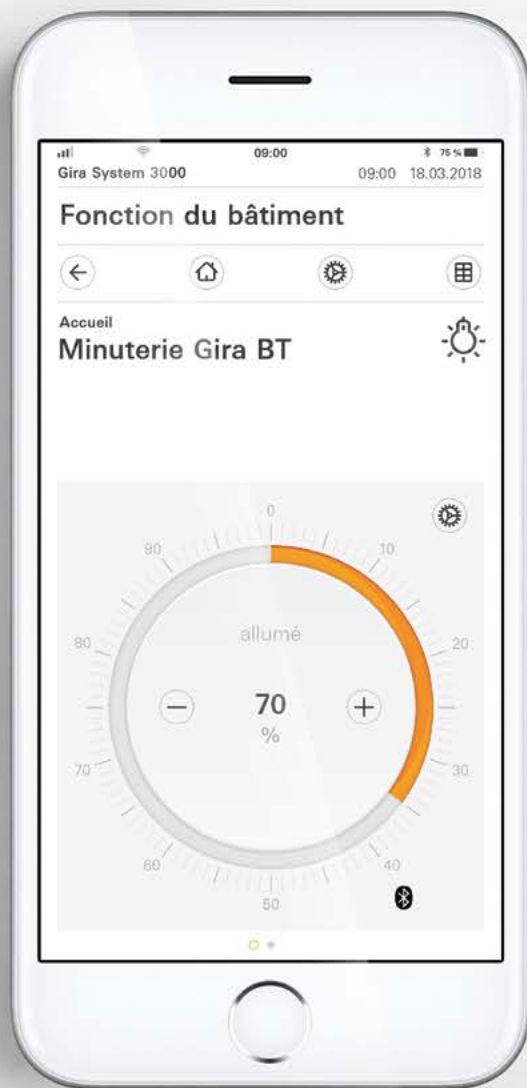 09:00 75 %
Gira System 3000 09:00 18.03.2018
Fonction du bâtiment
Accueil
Minuterie Gira BT
0
90 10
allumé
80 20
70
%
70 30
60 40
50